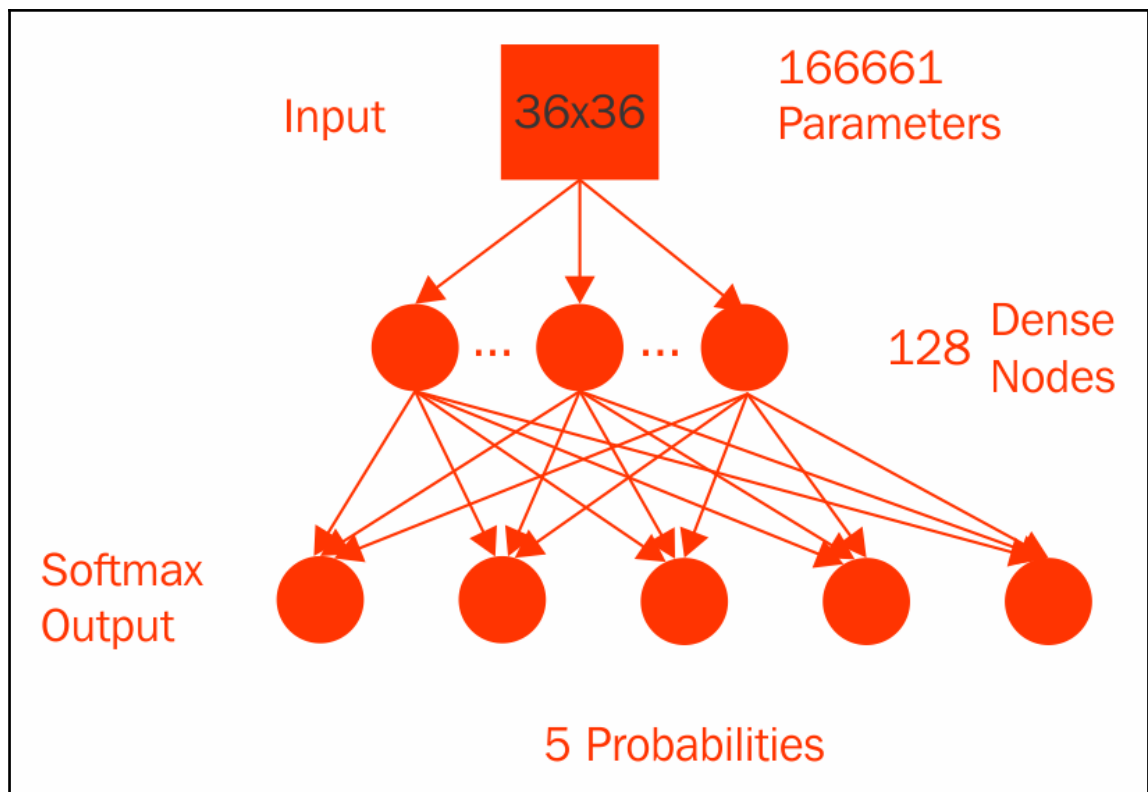 Input
36x36
166661
Parameters
...
...
128
Dense
Nodes
Softmax
Output
5 Probabilities